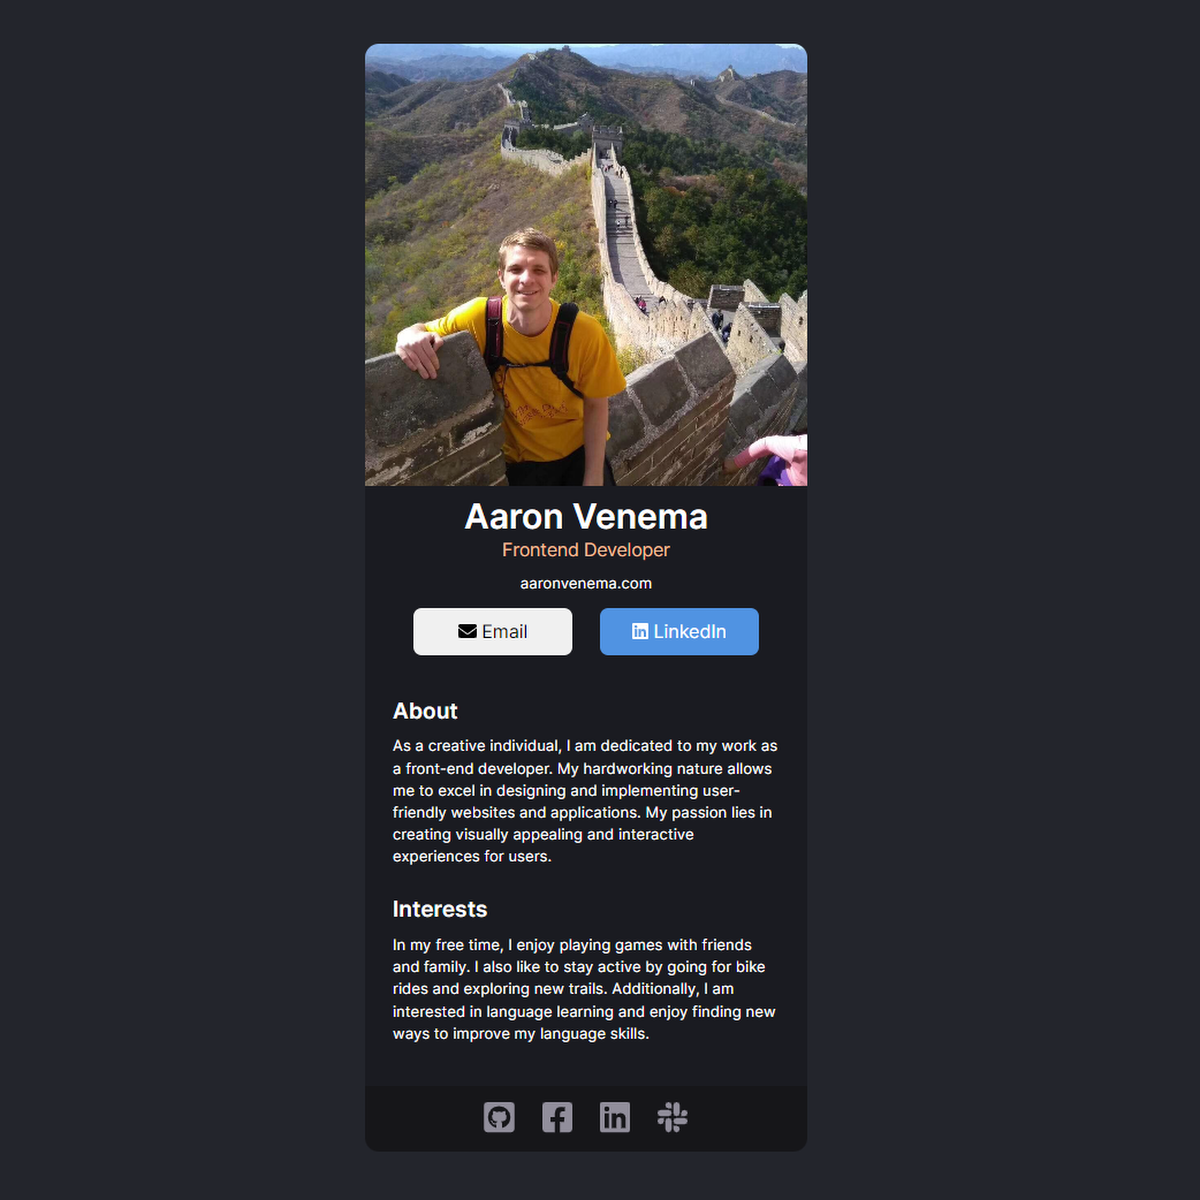 Aaron Venema
Frontend Developer
aaronvenema.com
Email
LinkedIn
About
As a creative individual, I am dedicated to my work as
a front-end developer. My hardworking nature allows
me to excel in designing and implementing user-
friendly websites and applications. My passion lies in
creating visually appealing and interactive
experiences for users.
Interests
In my free time, I enjoy playing games with friends
and family. I also like to stay active by going for bike
rides and exploring new trails. Additionally, I am
interested in language learning and enjoy finding new
ways to improve my language skills.